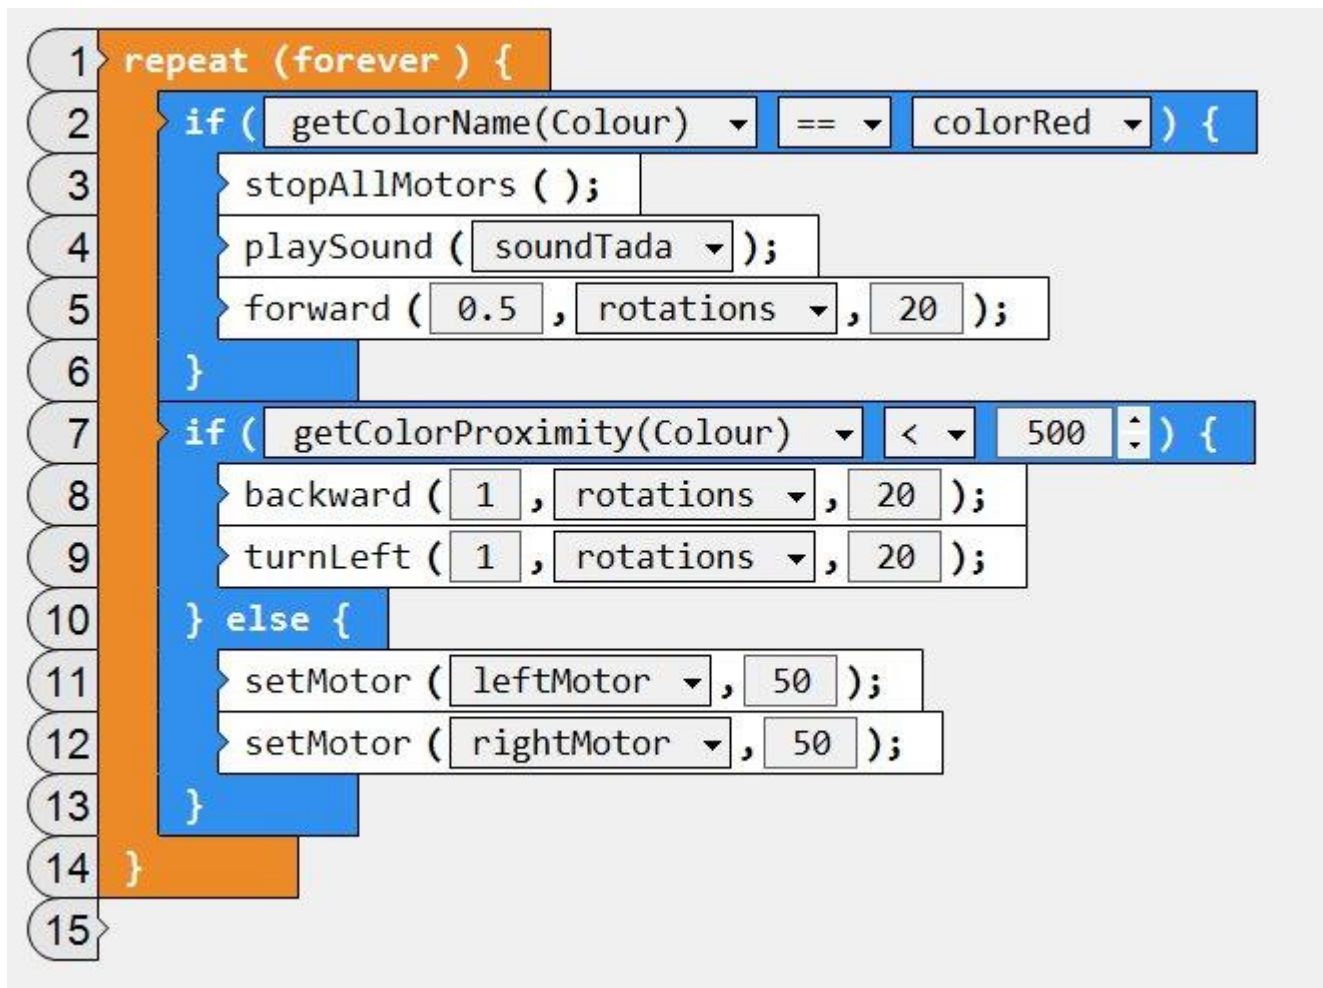 1 repeat (forever ) {
2 if ( getColorName(Colour) == colorRed ) {
3 stopAllMotors ( );
4 playSound ( soundTada );
5 forward ( 0.5 , rotations , 20 );
6 }
7 if ( getColorProximity(Colour) < 500 ) {
8 backward ( 1 , rotations , 20 );
9 turnLeft ( 1 , rotations , 20 );
10 } else {
11 setMotor ( leftMotor , 50 );
12 setMotor ( rightMotor , 50 );
13 }
14 }
15